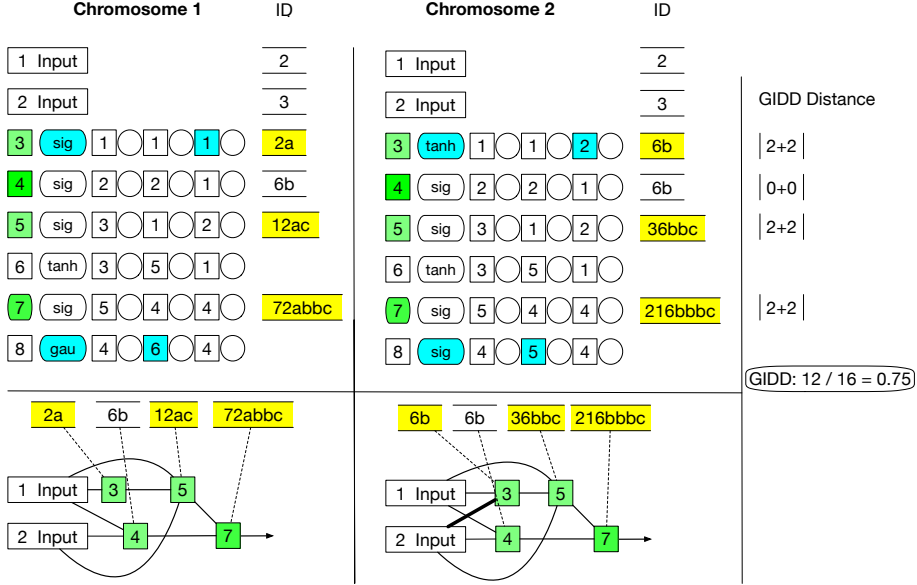 Chromosome 1 ID Chromosome 2 ID
1 Input 2 1 Input 2
2 Input 3 2 Input 3 GIDD Distance
3 sig 1 1 1 2a 3 tanh 1 1 2 6b |2+2|
4 sig 2 2 1 6b 4 sig 2 2 1 6b |0+0|
5 sig 3 1 2 12ac 5 sig 3 1 2 36bbc |2+2|
6 tanh 3 5 1 6 tanh 3 5 1
7 sig 5 4 4 72abbc 7 sig 5 4 4 216bbbc |2+2|
8 gau 4 6 4 8 sig 4 5 4
GIDD: 12 / 16 = 0.75
2a 6b 12ac 72abbc 6b 6b 36bbc 216bbbc
1 Input 3 5 1 Input 3 5
2 Input 4 7 2 Input 4 7